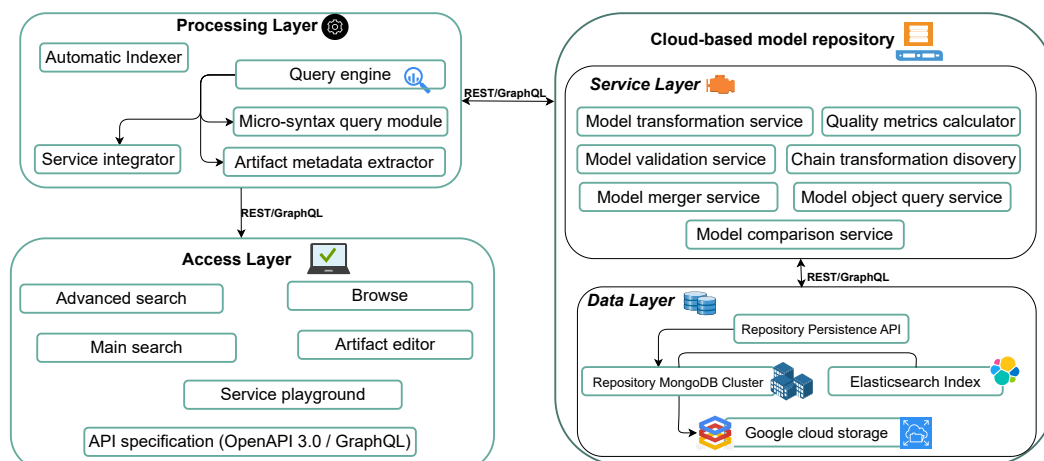 Processing Layer
Automatic Indexer
Query engine
Micro-syntax query module
Service integrator
Artifact metadata extractor
REST/GraphQL
REST/GraphQL
Access Layer
Advanced search
Browse
Main search
Artifact editor
Service playground
API specification (OpenAPI 3.0 / GraphQL)
Cloud-based model repository
Service Layer
Model transformation service
Quality metrics calculator
Model validation service
Chain transformation disovery
Model merger service
Model object query service
Model comparison service
REST/GraphQL
Data Layer
Repository Persistence API
Repository MongoDB Cluster
Elasticsearch Index
Google cloud storage